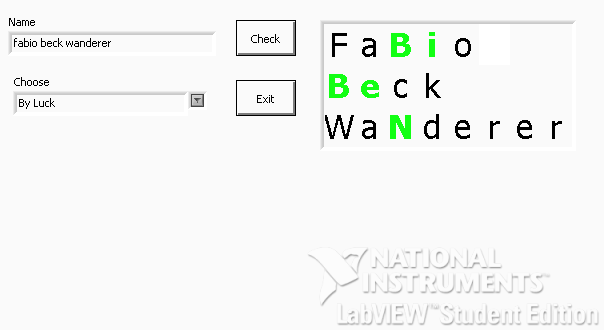 Name
fabio beck wanderer
Check
Choose
By Luck
Exit
FaBio
Beck
WaNderer
NATIONAL
INSTRUMENTS™
LabVIEW™ Student Edition